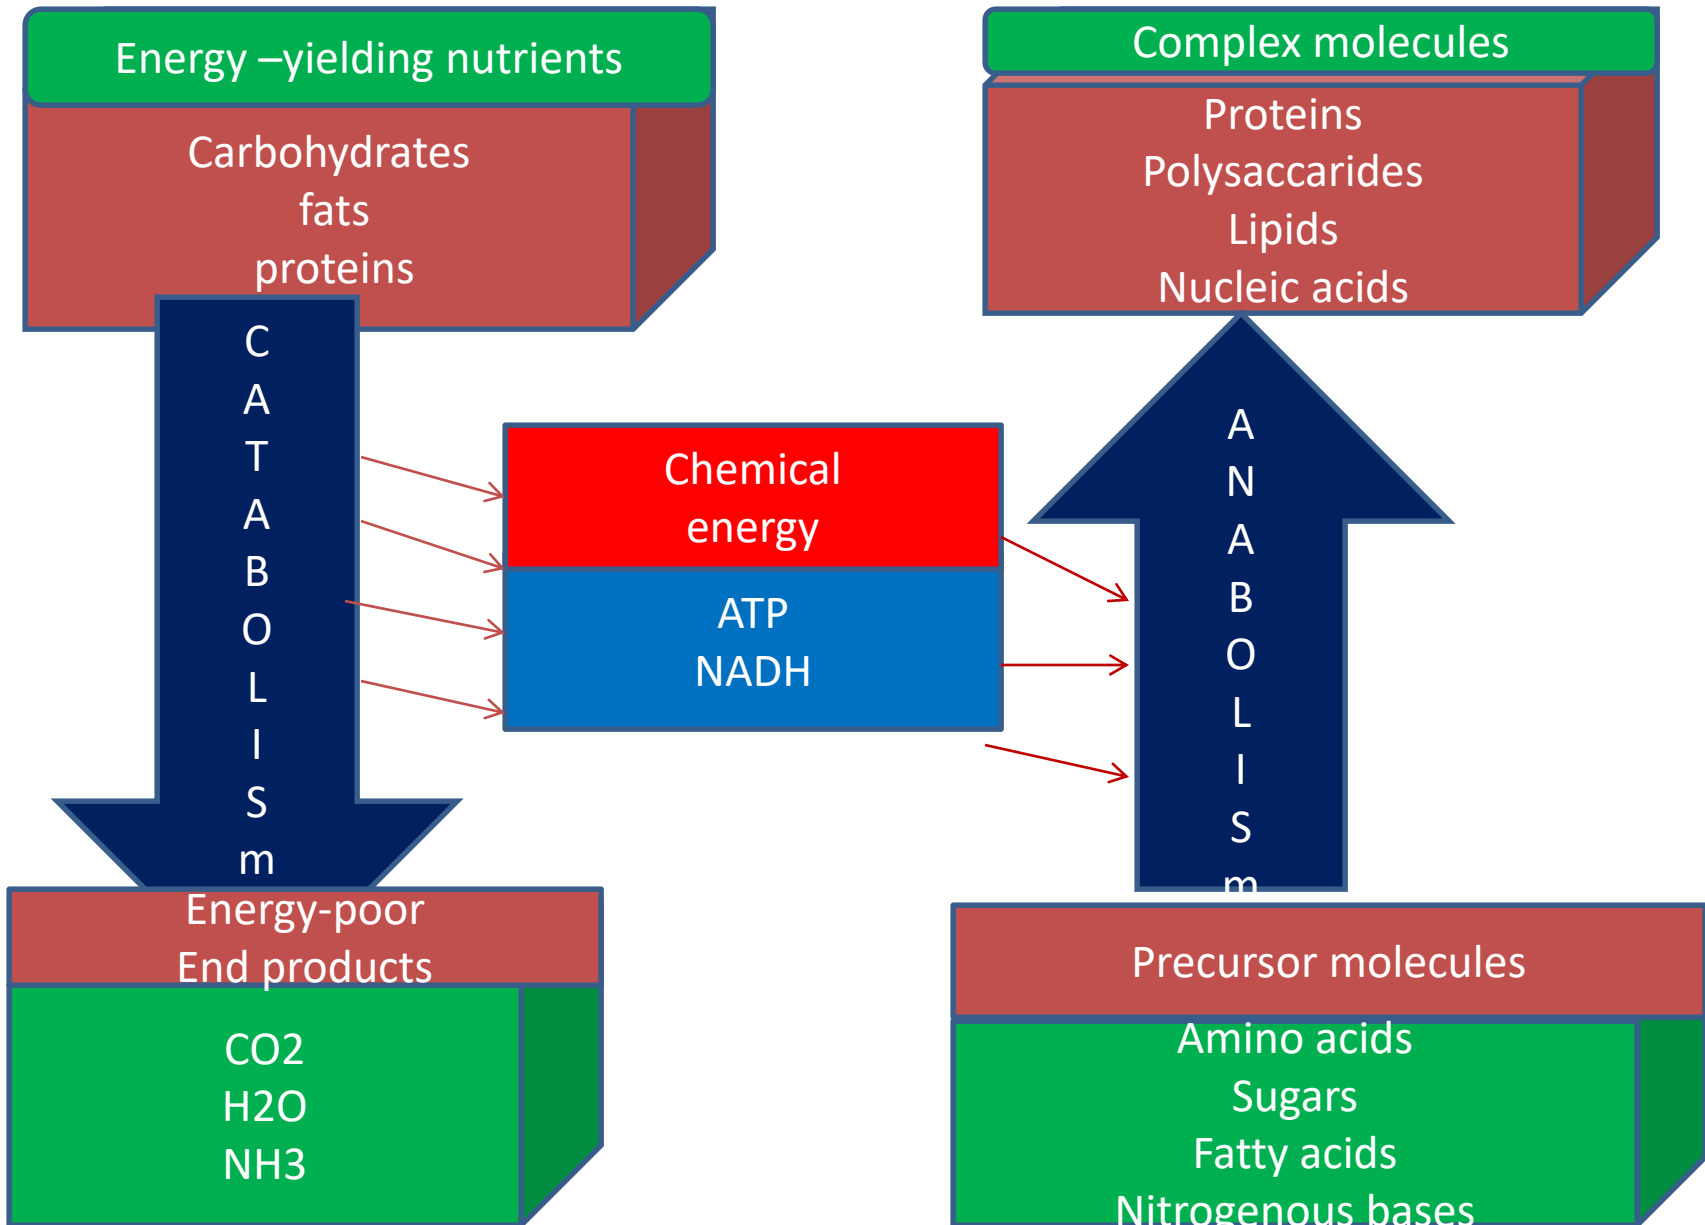 Energy –yielding nutrients
Carbohydrates
fats
proteins
C
A
T
A
B
O
L
I
S
m
Energy-poor
End products
CO2
H2O
NH3
Chemical
energy
ATP
NADH
Complex molecules
Proteins
Polysaccarides
Lipids
Nucleic acids
A
N
A
B
O
L
I
S
m
Precursor molecules
Amino acids
Sugars
Fatty acids
Nitrogenous bases